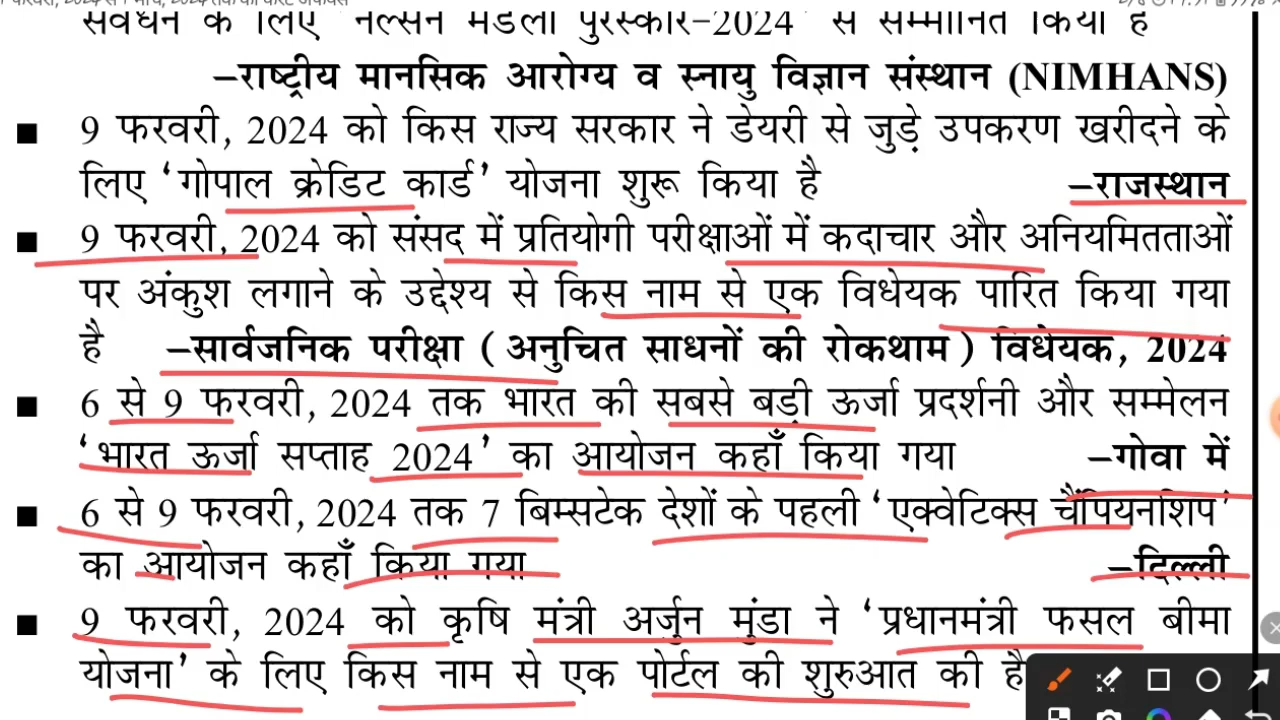 संवर्धन के लिए 'नेल्सन मंडेला पुरस्कार-2024' से सम्मानित किया है
–राष्ट्रीय मानसिक आरोग्य व स्नायु विज्ञान संस्थान (NIMHANS)
■ 9 फरवरी, 2024 को किस राज्य सरकार ने डेयरी से जुड़े उपकरण खरीदने के
लिए 'गोपाल क्रेडिट कार्ड' योजना शुरू किया है –राजस्थान
■ 9 फरवरी, 2024 को संसद में प्रतियोगी परीक्षाओं में कदाचार और अनियमितताओं
पर अंकुश लगाने के उद्देश्य से किस नाम से एक विधेयक पारित किया गया
है –सार्वजनिक परीक्षा (अनुचित साधनों की रोकथाम) विधेयक, 2024
■ 6 से 9 फरवरी, 2024 तक भारत की सबसे बड़ी ऊर्जा प्रदर्शनी और सम्मेलन
'भारत ऊर्जा सप्ताह 2024' का आयोजन कहाँ किया गया –गोवा में
■ 6 से 9 फरवरी, 2024 तक 7 बिम्सटेक देशों के पहली 'एक्वेटिक्स चैंपियनशिप'
का आयोजन कहाँ किया गया –दिल्ली
■ 9 फरवरी, 2024 को कृषि मंत्री अर्जुन मुंडा ने 'प्रधानमंत्री फसल बीमा
योजना' के लिए किस नाम से एक पोर्टल की शुरुआत की है